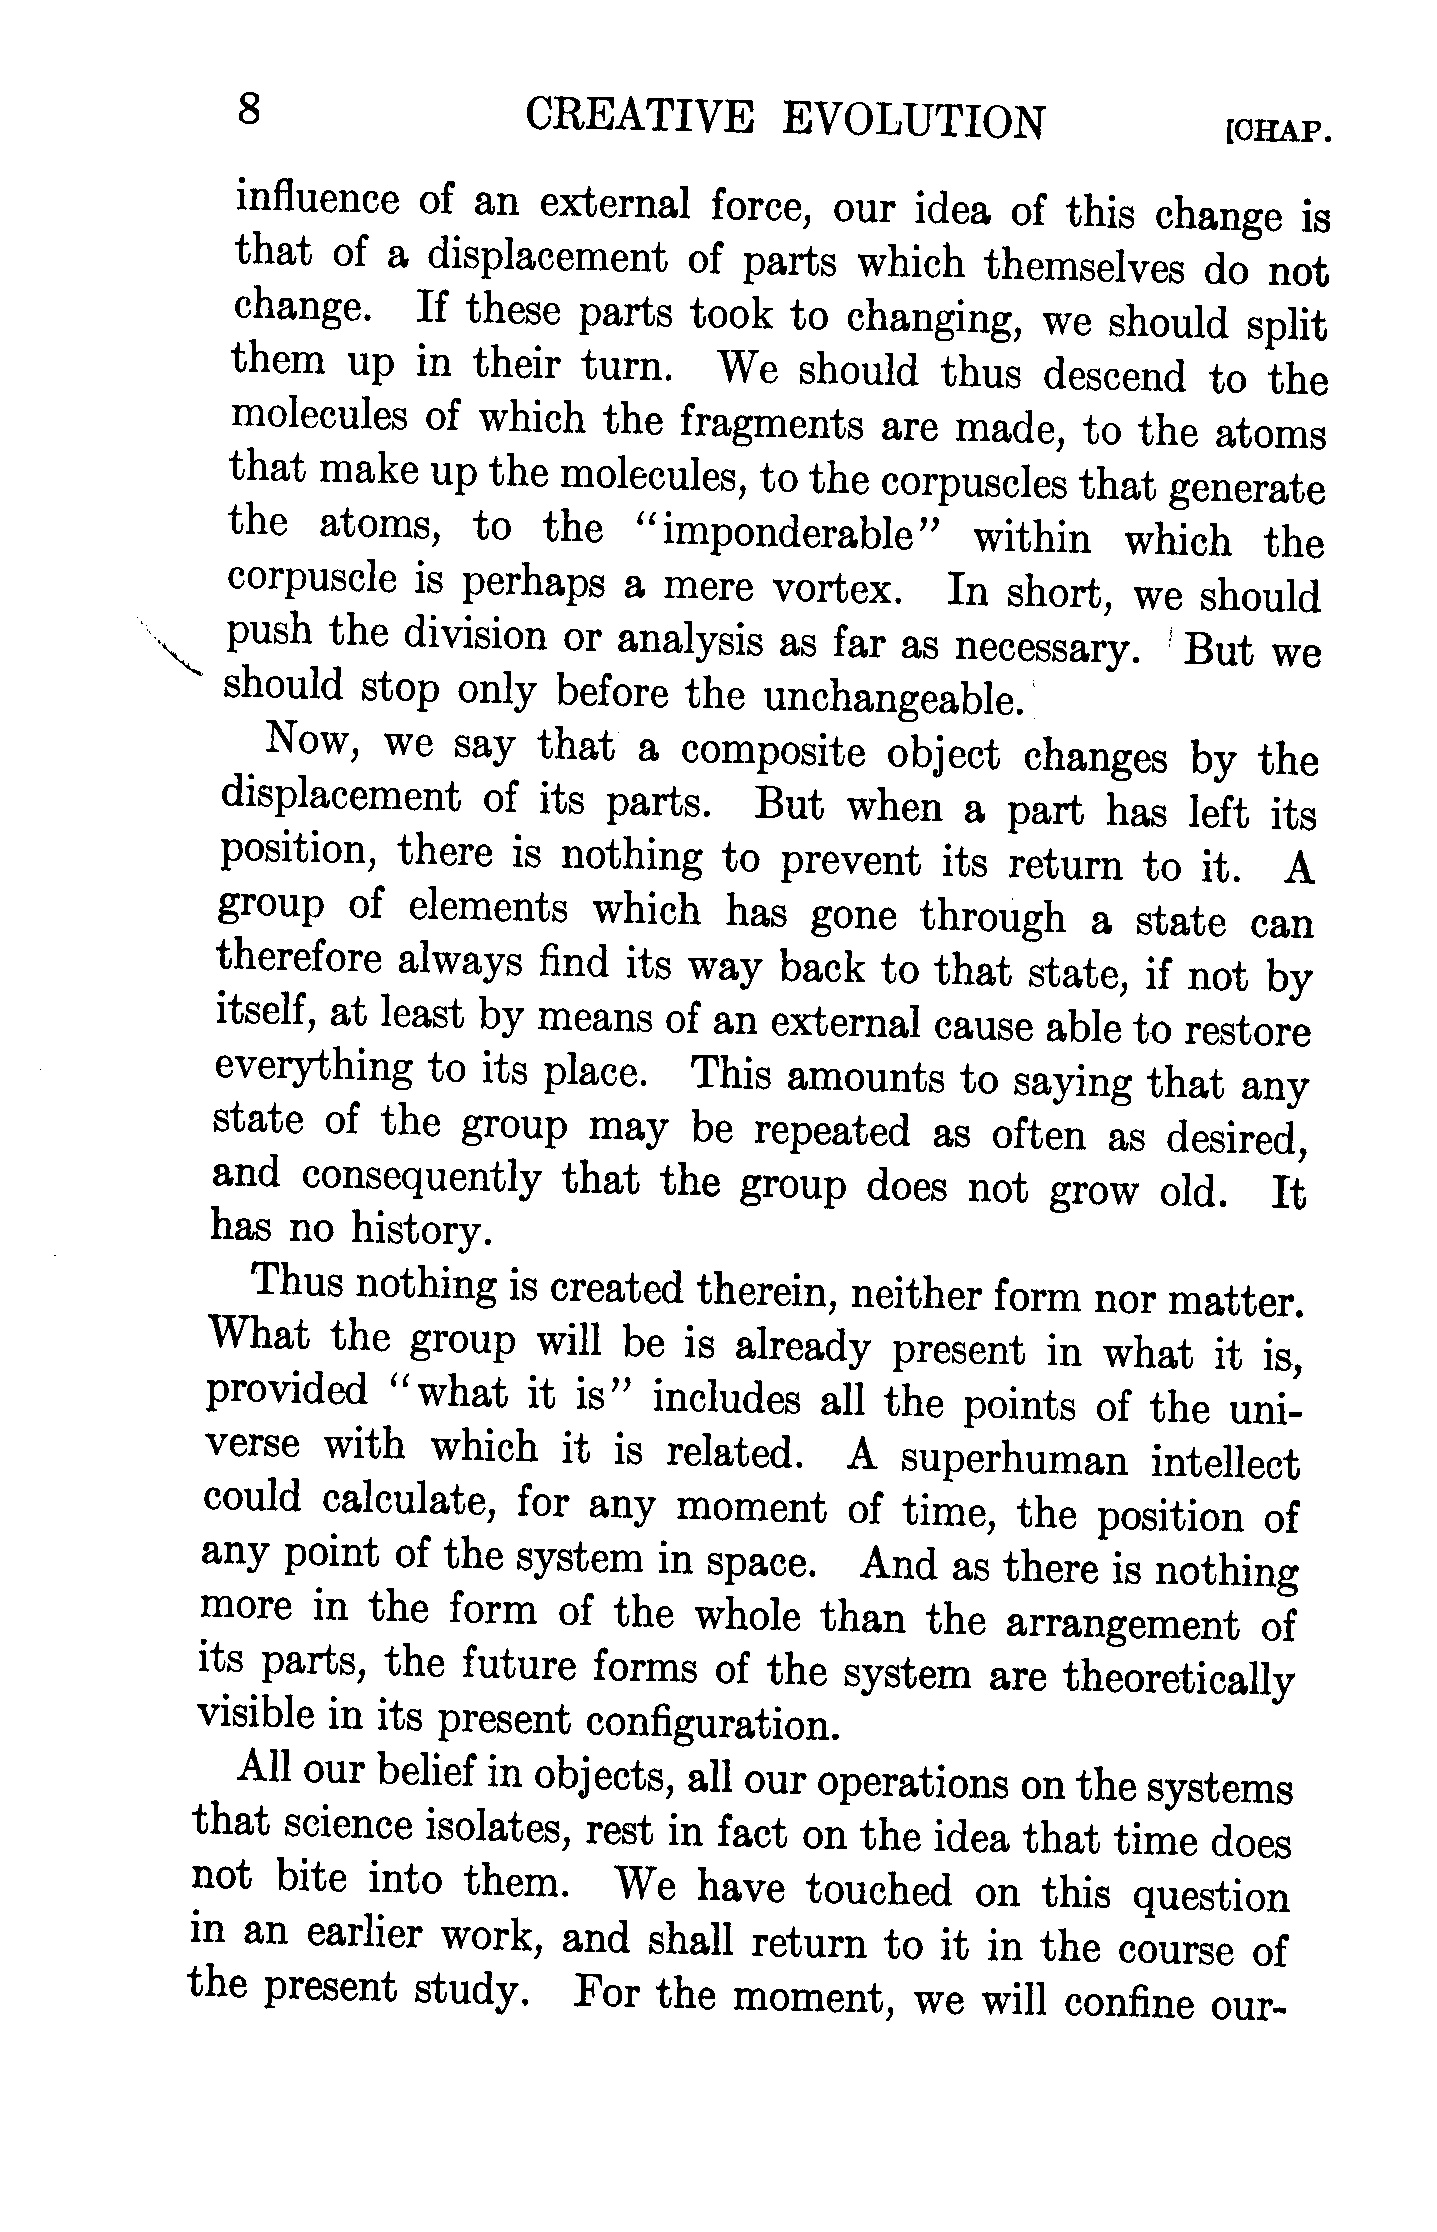 8 CREATIVE EVOLUTION [CHAP.
influence of an external force, our idea of this change is
that of a displacement of parts which themselves do not
change. If these parts took to changing, we should split
them up in their turn. We should thus descend to the
molecules of which the fragments are made, to the atoms
that make up the molecules, to the corpuscles that generate
the atoms, to the “imponderable” within which the
corpuscle is perhaps a mere vortex. In short, we should
push the division or analysis as far as necessary. But we
should stop only before the unchangeable.
Now, we say that a composite object changes by the
displacement of its parts. But when a part has left its
position, there is nothing to prevent its return to it. A
group of elements which has gone through a state can
therefore always find its way back to that state, if not by
itself, at least by means of an external cause able to restore
everything to its place. This amounts to saying that any
state of the group may be repeated as often as desired,
and consequently that the group does not grow old. It
has no history.
Thus nothing is created therein, neither form nor matter.
What the group will be is already present in what it is,
provided “what it is” includes all the points of the uni-
verse with which it is related. A superhuman intellect
could calculate, for any moment of time, the position of
any point of the system in space. And as there is nothing
more in the form of the whole than the arrangement of
its parts, the future forms of the system are theoretically
visible in its present configuration.
All our belief in objects, all our operations on the systems
that science isolates, rest in fact on the idea that time does
not bite into them. We have touched on this question
in an earlier work, and shall return to it in the course of
the present study. For the moment, we will confine our-